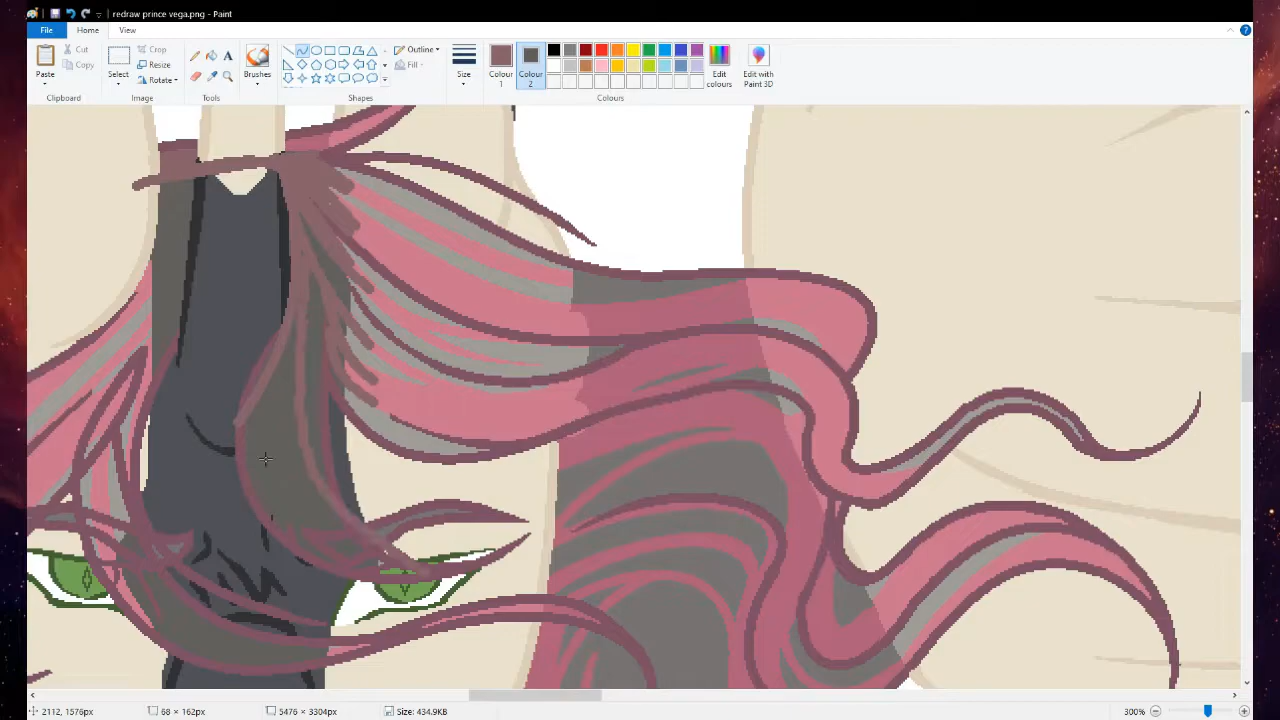 redraw prince vega.png - Paint
File Home View
Paste
Cut
Copy
Clipboard
Select
Crop
Resize
Rotate
Image
A
Tools
Brushes
Outline
Fill
Shapes
Size
Colour 1
Colour 2
Edit colours
Colours
Edit with Paint 3D
2112, 1576px
68 × 162px
5476 × 3304px
Size: 434.9KB
300%